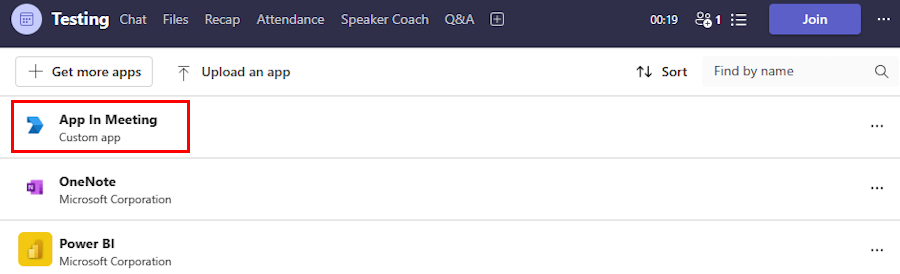 Testing Chat Files Recap Attendance Speaker Coach Q&A 00:19 1 Join
Get more apps Upload an app Sort Find by name
App In Meeting
Custom app
OneNote
Microsoft Corporation
Power BI
Microsoft Corporation